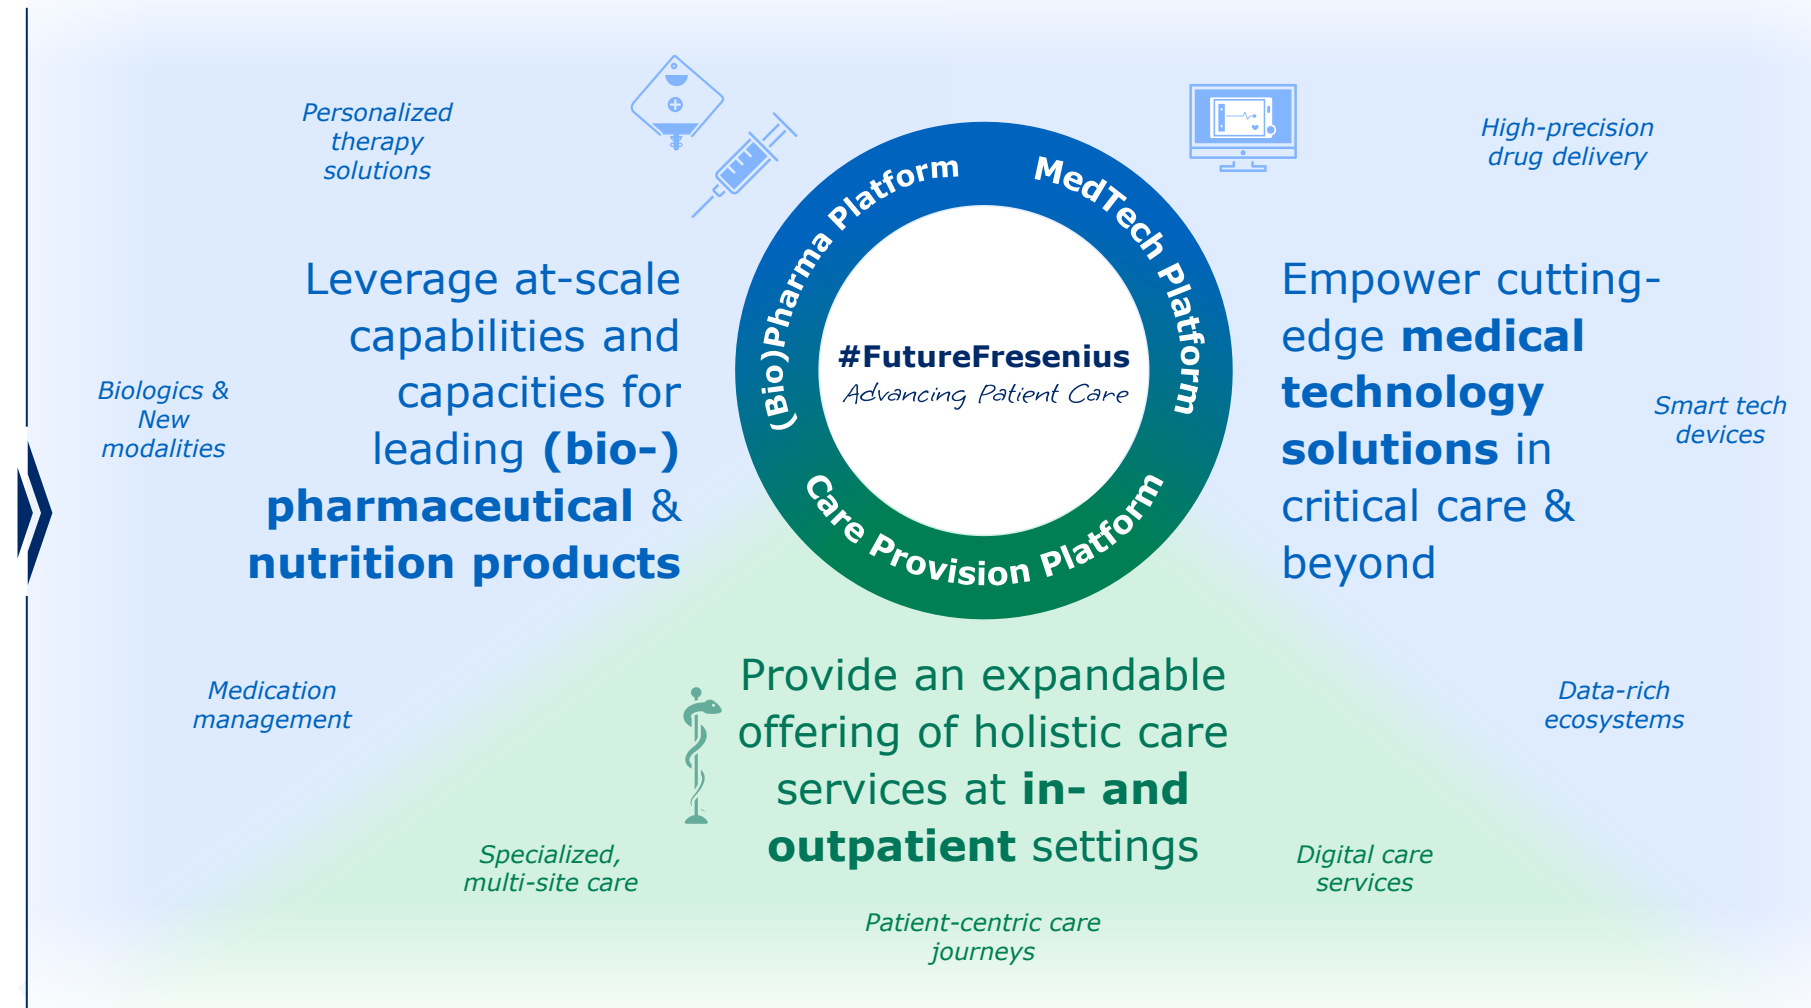 Personalized
therapy
solutions
High-precision
drug delivery
(Bio)Pharma Platform
MedTech Platform
Leverage at-scale
capabilities and
capacities for
leading (bio-)
pharmaceutical &
nutrition products
#FutureFresenius
Advancing Patient Care
Empower cutting-
edge medical
technology
solutions in
critical care &
beyond
Biologics &
New
modalities
Smart tech
devices
Care Provision Platform
Medication
management
Provide an expandable
offering of holistic care
services at in- and
outpatient settings
Data-rich
ecosystems
Specialized,
multi-site care
Digital care
services
Patient-centric care
journeys